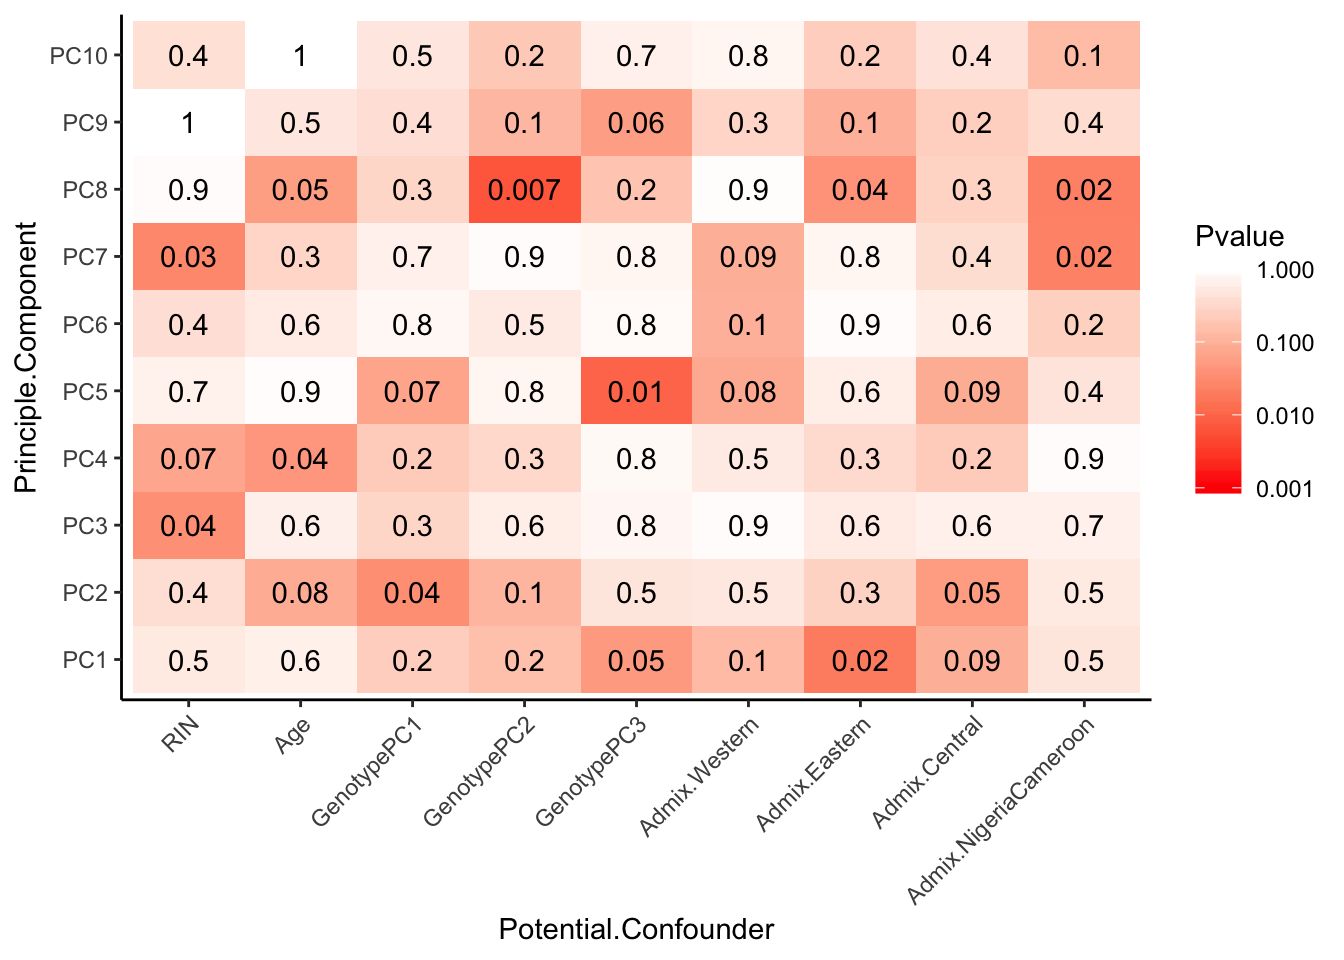 PC10 0.4 1 0.5 0.2 0.7 0.8 0.2 0.4 0.1
PC9 1 0.5 0.4 0.1 0.06 0.3 0.1 0.2 0.4
PC8 0.9 0.05 0.3 0.007 0.2 0.9 0.04 0.3 0.02
PC7 0.03 0.3 0.7 0.9 0.8 0.09 0.8 0.4 0.02
PC6 0.4 0.6 0.8 0.5 0.8 0.1 0.9 0.6 0.2
PC5 0.7 0.9 0.07 0.8 0.01 0.08 0.6 0.09 0.4
PC4 0.07 0.04 0.2 0.3 0.8 0.5 0.3 0.2 0.9
PC3 0.04 0.6 0.3 0.6 0.8 0.9 0.6 0.6 0.7
PC2 0.4 0.08 0.04 0.1 0.5 0.5 0.3 0.05 0.5
PC1 0.5 0.6 0.2 0.2 0.05 0.1 0.02 0.09 0.5
Principle.Component
RIN
Age
GenotypePC1
GenotypePC2
GenotypePC3
Admix.Western
Admix.Eastern
Admix.Central
Admix.NigeriaCameroon
Potential.Confounder
Pvalue
1.000
0.100
0.010
0.001